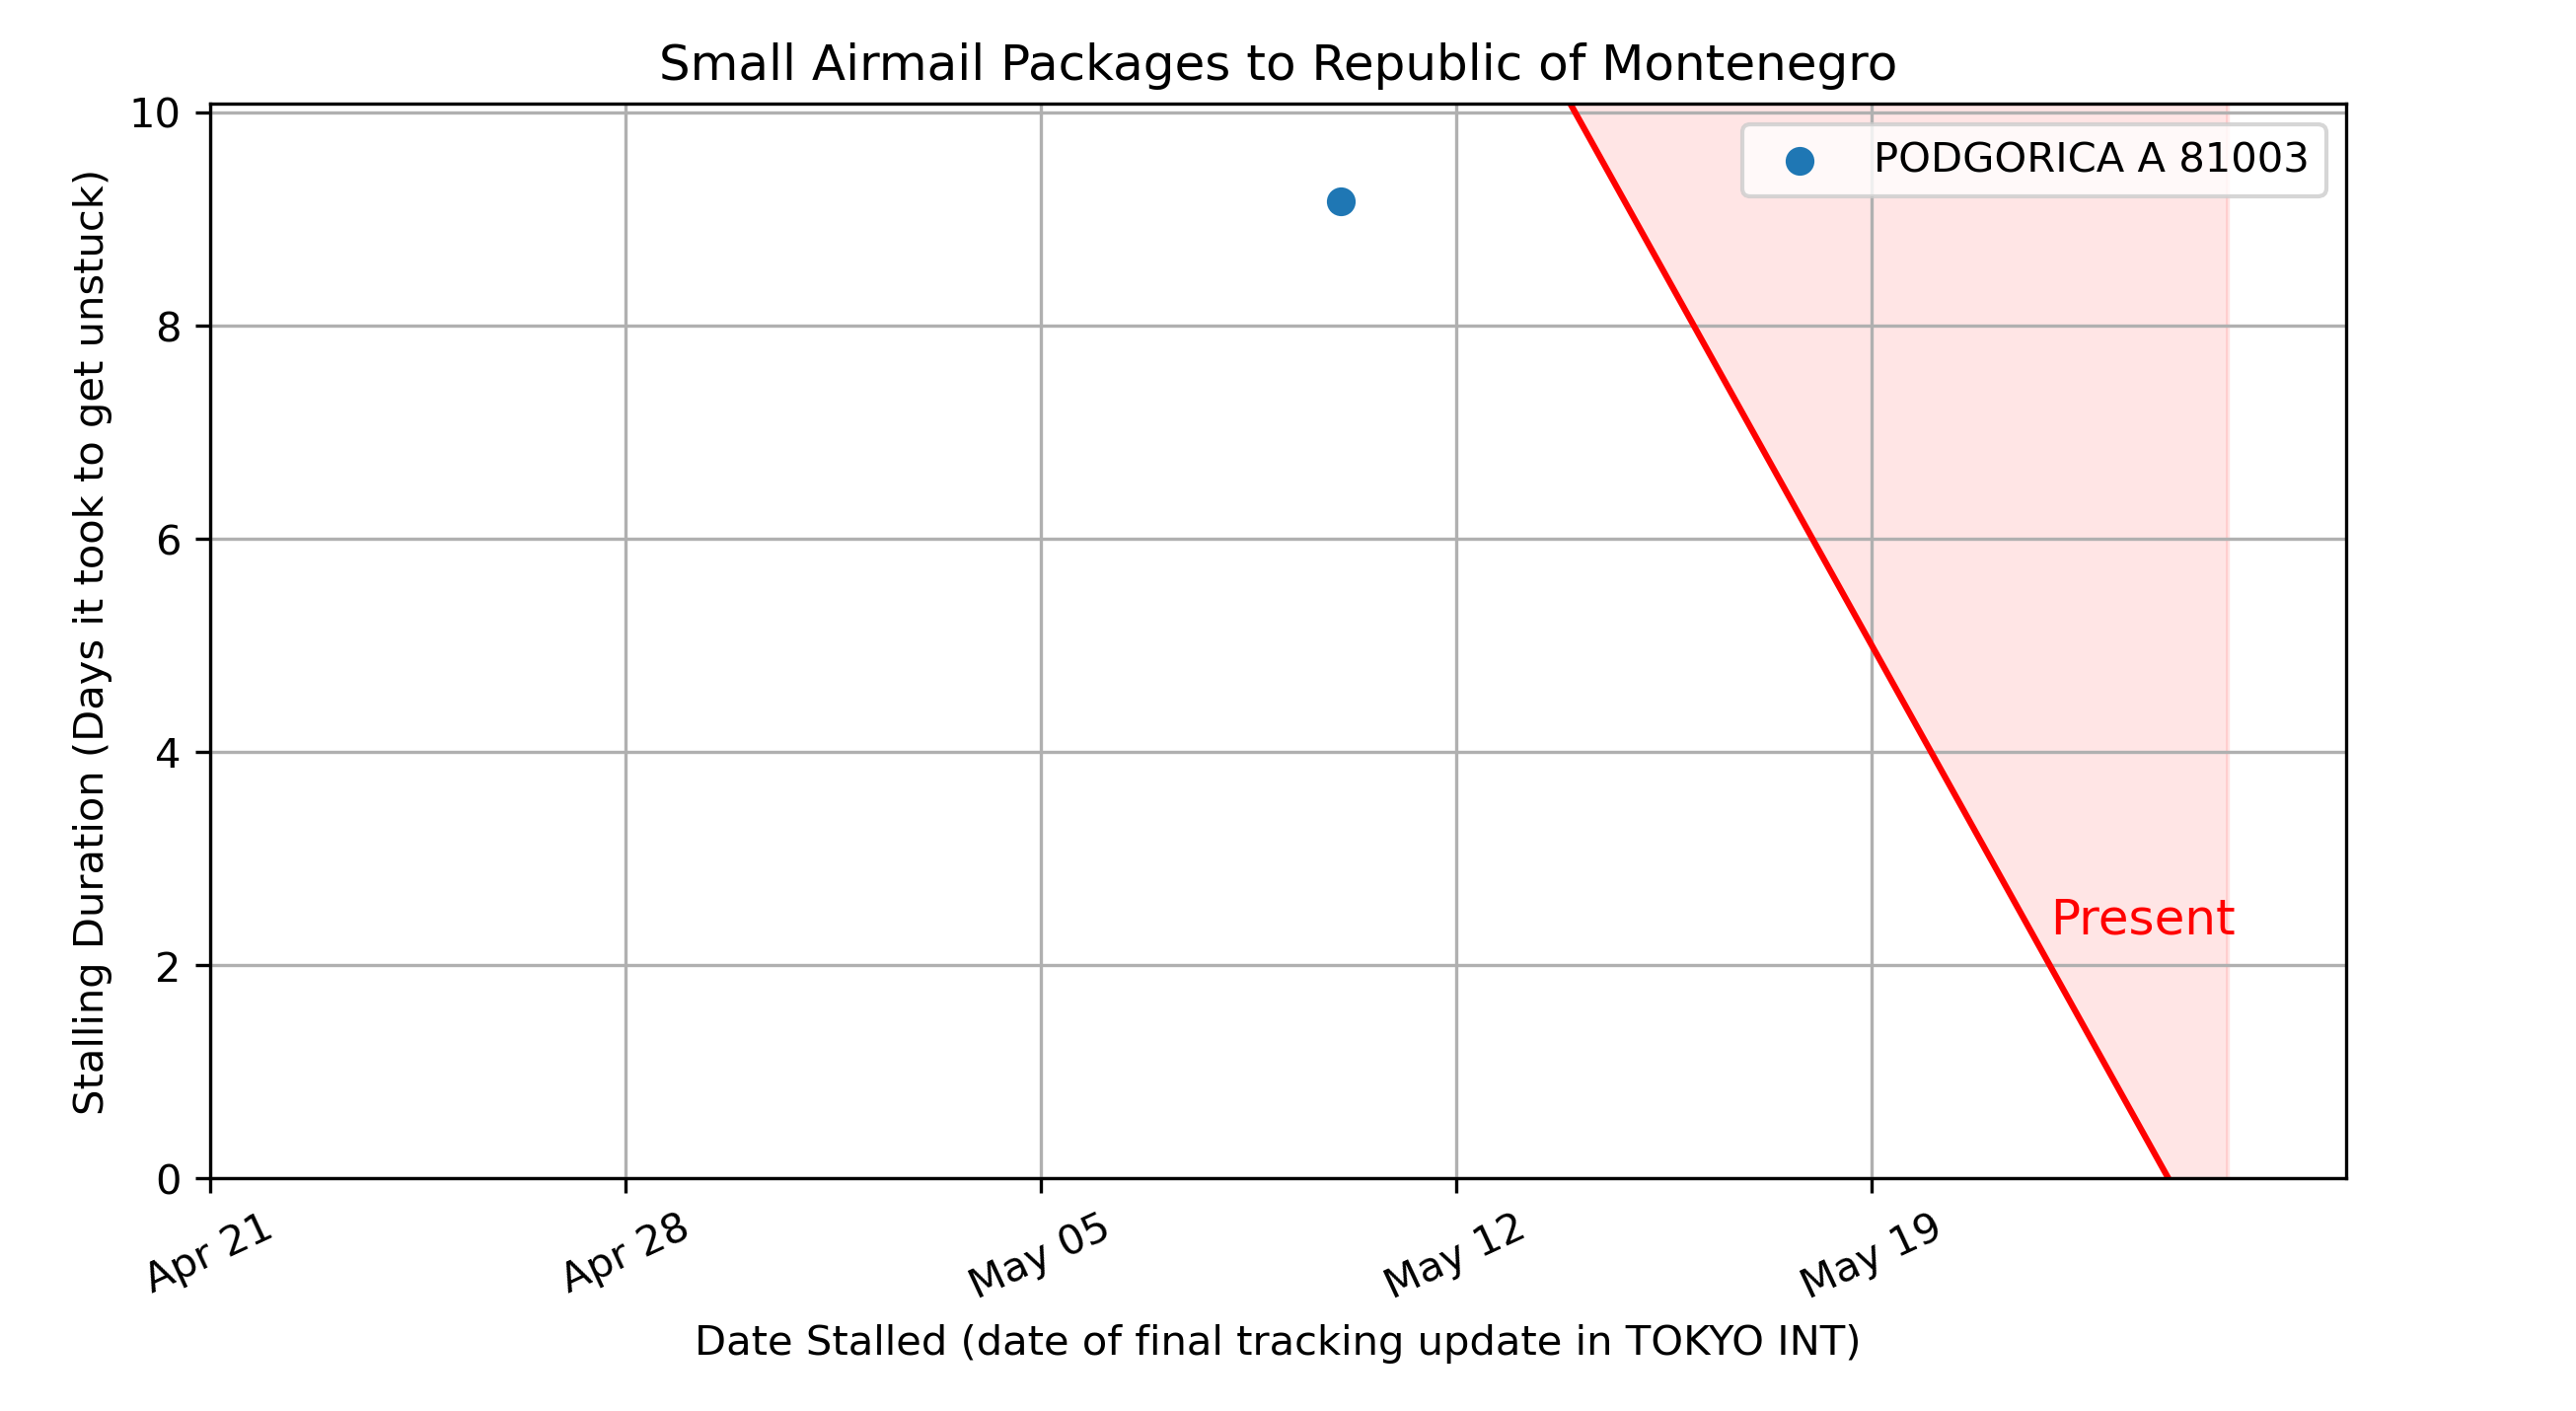 Small Airmail Packages to Republic of Montenegro
Stalling Duration (Days it took to get unstuck)
10
8
6
4
2
0
PODGORICA A 81003
Present
Apr 21
Apr 28
May 05
May 12
May 19
Date Stalled (date of final tracking update in TOKYO INT)